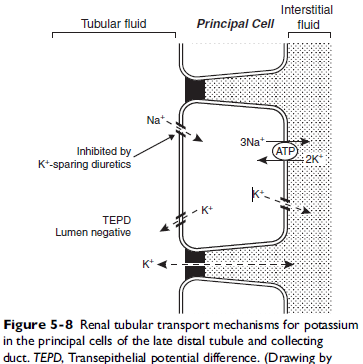 Tubular fluid
Principal Cell
Interstitial
fluid
Na⁺
3Na⁺
ATP
2K⁺
Inhibited by
K⁺-sparing diuretics
K⁺
K⁺
TEPD
Lumen negative
K⁺
Figure 5-8 Renal tubular transport mechanisms for potassium
in the principal cells of the late distal tubule and collecting
duct. TEPD, Transepithelial potential difference. (Drawing by